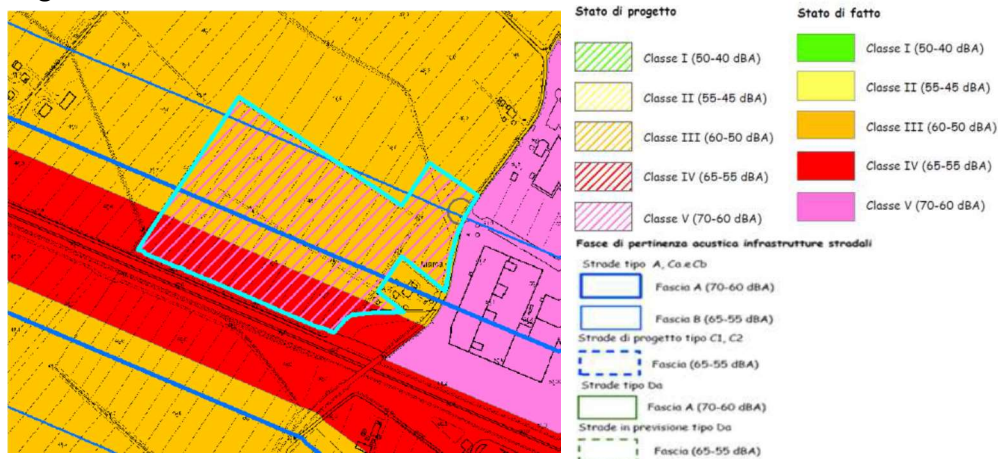 Stato di progetto
Classe I (50-40 dBA)
Classe II (55-45 dBA)
Classe III (60-50 dBA)
Classe IV (65-55 dBA)
Classe V (70-60 dBA)
Stato di fatto
Classe I (50-40 dBA)
Classe II (55-45 dBA)
Classe III (60-50 dBA)
Classe IV (65-55 dBA)
Classe V (70-60 dBA)
Fasce di pertinenza acustica infrastrutture stradali
Strade tipo A, Ca e Cb
Fascia A (70-60 dBA)
Fascia B (65-55 dBA)
Strade di progetto tipo C1, C2
Fascia (65-55 dBA)
Strade tipo Da
Fascia A (70-60 dBA)
Strade in previsione tipo Da
Fascia (65-55 dBA)